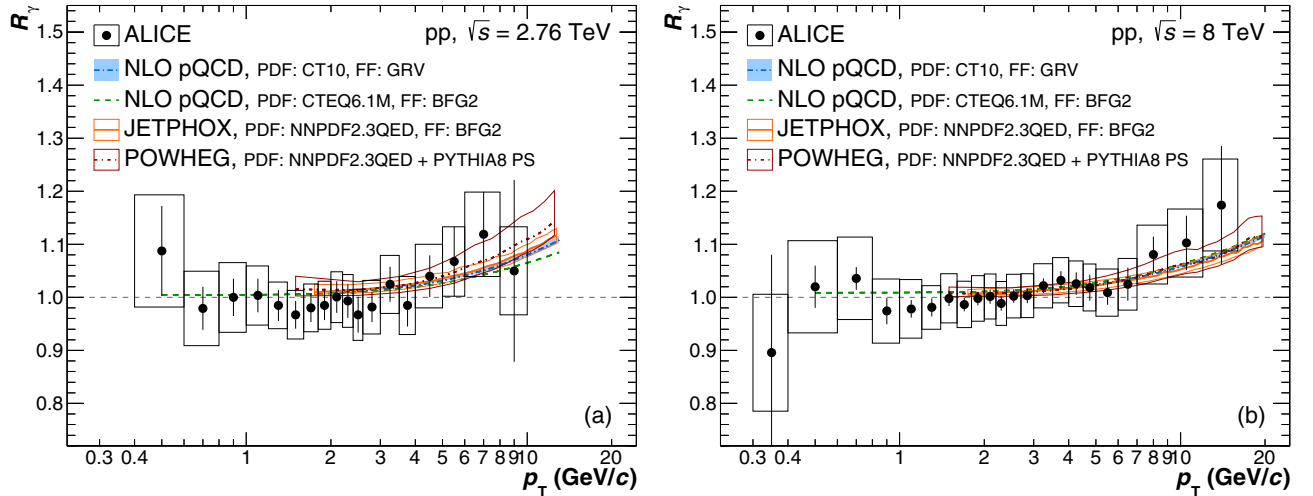 R_γ
1.5
1.4
1.3
1.2
1.1
1.0
0.9
0.8
ALICE
pp, √s = 2.76 TeV
NLO pQCD, PDF: CT10, FF: GRV
NLO pQCD, PDF: CTEQ6.1M, FF: BFG2
JETPHOX, PDF: NNPDF2.3QED, FF: BFG2
POWHEG, PDF: NNPDF2.3QED + PYTHIA8 PS
(a)
0.3 0.4 1 2 3 4 5 6 7 8 9 10 20
p_T (GeV/c)
R_γ
1.5
1.4
1.3
1.2
1.1
1.0
0.9
0.8
ALICE
pp, √s = 8 TeV
NLO pQCD, PDF: CT10, FF: GRV
NLO pQCD, PDF: CTEQ6.1M, FF: BFG2
JETPHOX, PDF: NNPDF2.3QED, FF: BFG2
POWHEG, PDF: NNPDF2.3QED + PYTHIA8 PS
(b)
0.3 0.4 1 2 3 4 5 6 7 8 10 20
p_T (GeV/c)